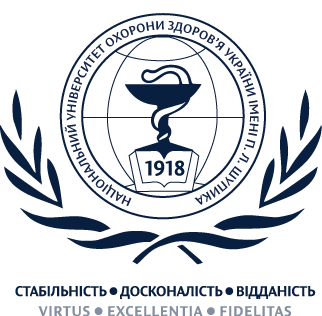 НАЦІОНАЛЬНИЙ УНІВЕРСИТЕТ ОХОРОНИ ЗДОРОВ'Я УКРАЇНИ ІМЕНІ П. Л. ШУПИКА
1918
СТАБІЛЬНІСТЬ ● ДОСКОНАЛІСТЬ ● ВІДДАНІСТЬ
VIRTUS ● EXCELLENTIA ● FIDELITAS